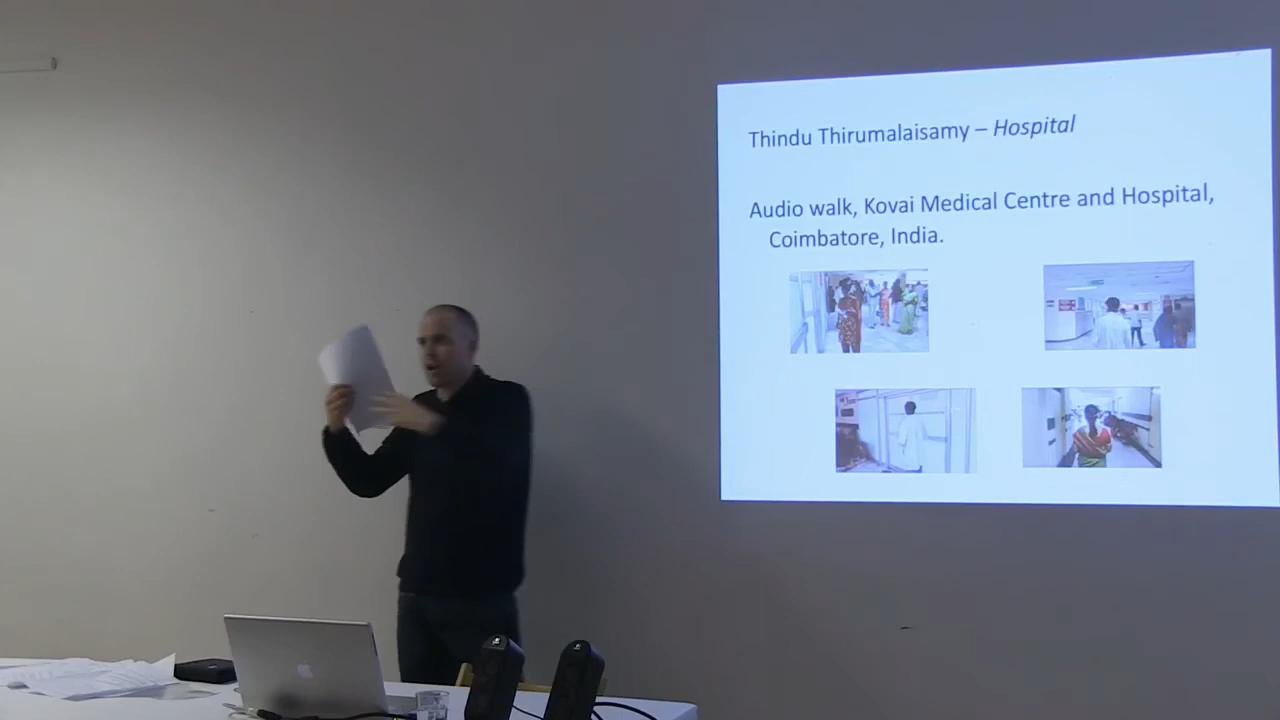 Thindu Thirumalaisamy – Hospital
Audio walk, Kovai Medical Centre and Hospital,
Coimbatore, India.